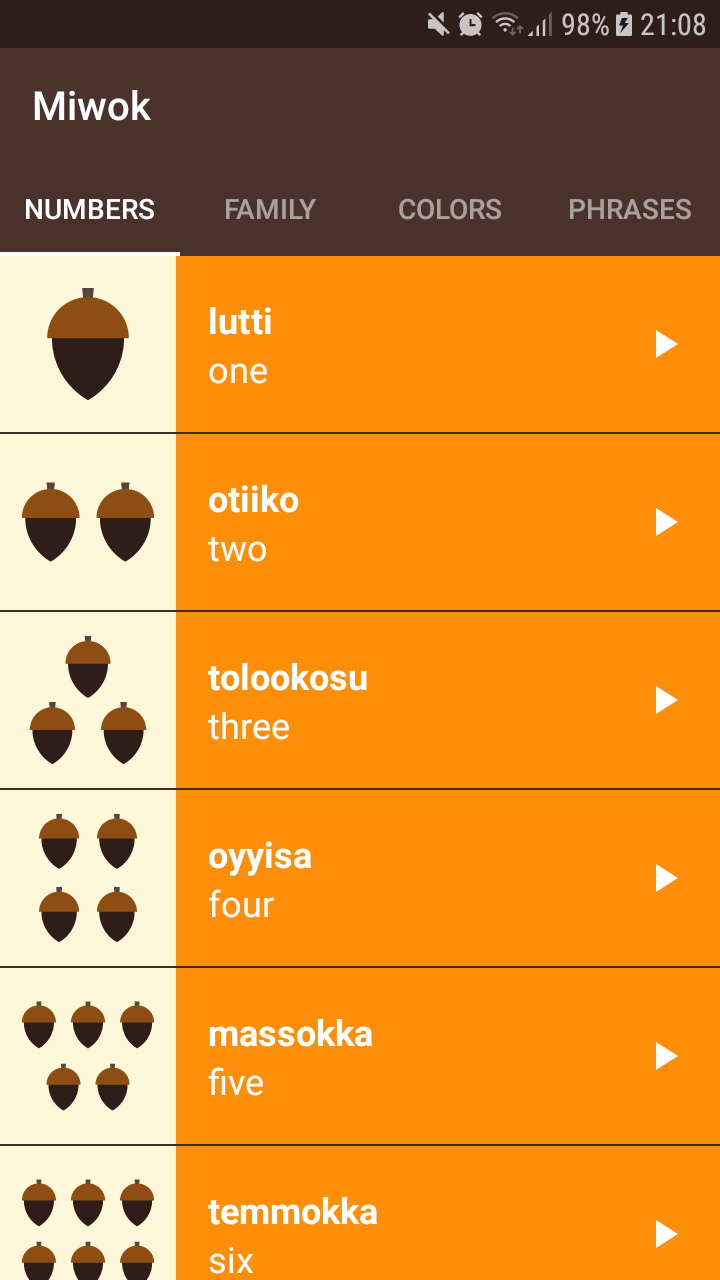 98% 21:08
Miwok
NUMBERS FAMILY COLORS PHRASES
lutti
one
otiiko
two
tolookosu
three
oyyisa
four
massokka
five
temmokka
six